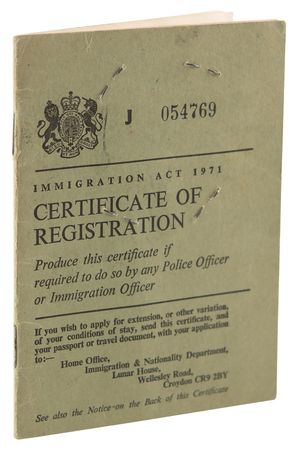 J 054769
IMMIGRATION ACT 1971
CERTIFICATE OF
REGISTRATION
Produce this certificate if
required to do so by any Police Officer
or Immigration Officer
If you wish to apply for extension, or other variation,
of your conditions of stay, send this certificate, and
your passport or travel document, with your application
to:—
Home Office,
Immigration & Nationality Department,
Lunar House,
Wellesley Road,
Croydon CR9 2BY
See also the Notice on the Back of this Certificate